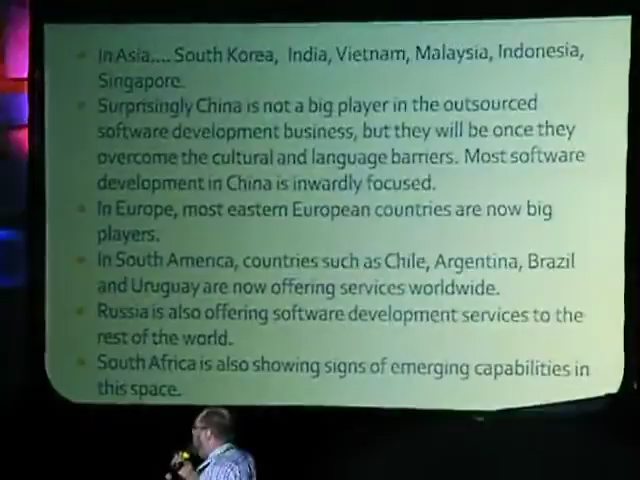 In Asia.... South Korea, India, Vietnam, Malaysia, Indonesia,
Singapore.
Surprisingly China is not a big player in the outsourced
software development business, but they will be once they
overcome the cultural and language barriers. Most software
development in China is inwardly focused.
In Europe, most eastern European countries are now big
players.
In South America, countries such as Chile, Argentina, Brazil
and Uruguay are now offering services worldwide.
Russia is also offering software development services to the
rest of the world.
South Africa is also showing signs of emerging capabilities in
this space.